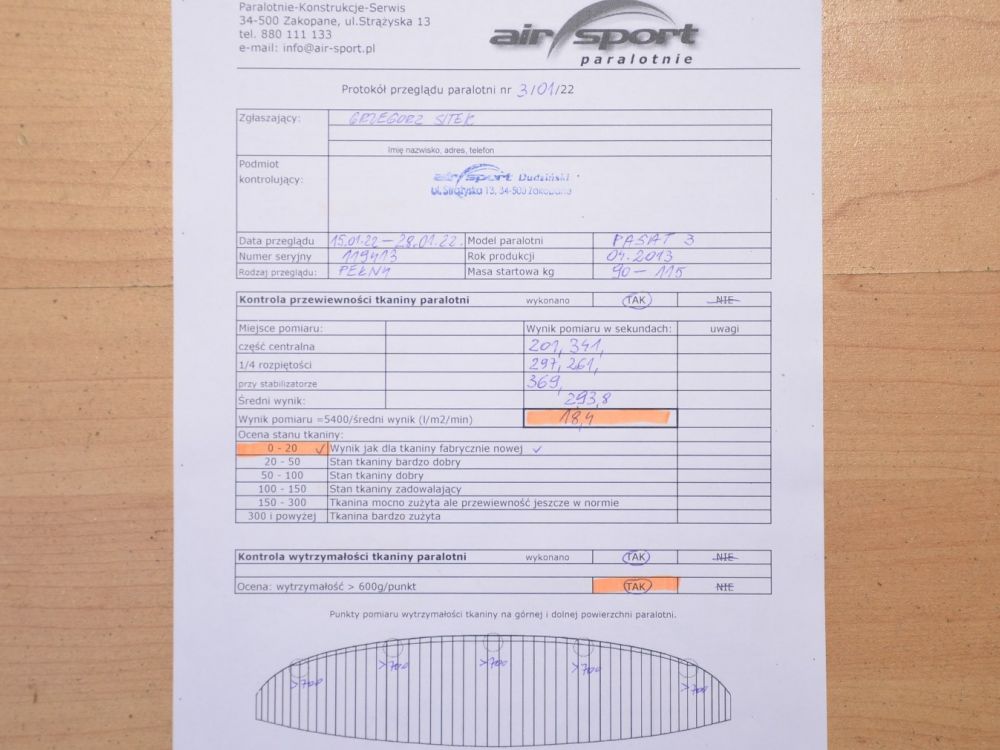 Paralotnie-Konstrukcje-Serwis
34-500 Zakopane, ul.Strążyska 13
tel. 880 111 133
e-mail: info@air-sport.pl
air sport
paralotnie
Protokół przeglądu paralotni nr 3/01/22
Zgłaszający: GRZEGORZ SITEK
Imię nazwisko, adres, telefon
Podmiot kontrolujący:
air sport Dudziński
ul. Strążyska 13, 34-500 Zakopane
Data przeglądu 15.01.22 – 28.01.22. Model paralotni PASAT 3
Numer seryjny 119413 Rok produkcji 04.2013
Rodzaj przeglądu: PEŁNY Masa startowa kg 90 – 115
Kontrola przewiewności tkaniny paralotni wykonano TAK NIE
Miejsce pomiaru: Wynik pomiaru w sekundach: uwagi
część centralna 201, 341,
1/4 rozpiętości 297, 261,
przy stabilizatorze 369,
Średni wynik: 293,8
Wynik pomiaru =5400/średni wynik (l/m2/min) 18,4
Ocena stanu tkaniny:
0 - 20 ✓ Wynik jak dla tkaniny fabrycznie nowej ✓
20 - 50 Stan tkaniny bardzo dobry
50 - 100 Stan tkaniny dobry
100 - 150 Stan tkaniny zadowalający
150 - 300 Tkanina mocno zużyta ale przewiewność jeszcze w normie
300 i powyżej Tkanina bardzo zużyta
Kontrola wytrzymałości tkaniny paralotni wykonano TAK NIE
Ocena: wytrzymałość > 600g/punkt TAK NIE
Punkty pomiaru wytrzymałości tkaniny na górnej i dolnej powierzchni paralotni.
>700 >700 >700 >700 >700